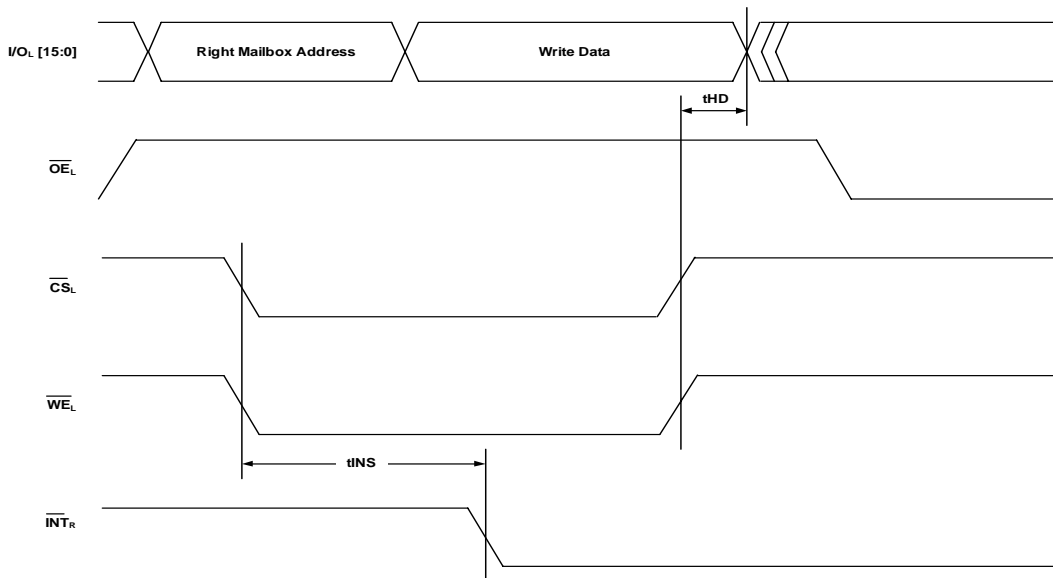 I/OL [15:0]
Right Mailbox Address
Write Data
tHD
OEL
CSL
WEL
tINS
INTR